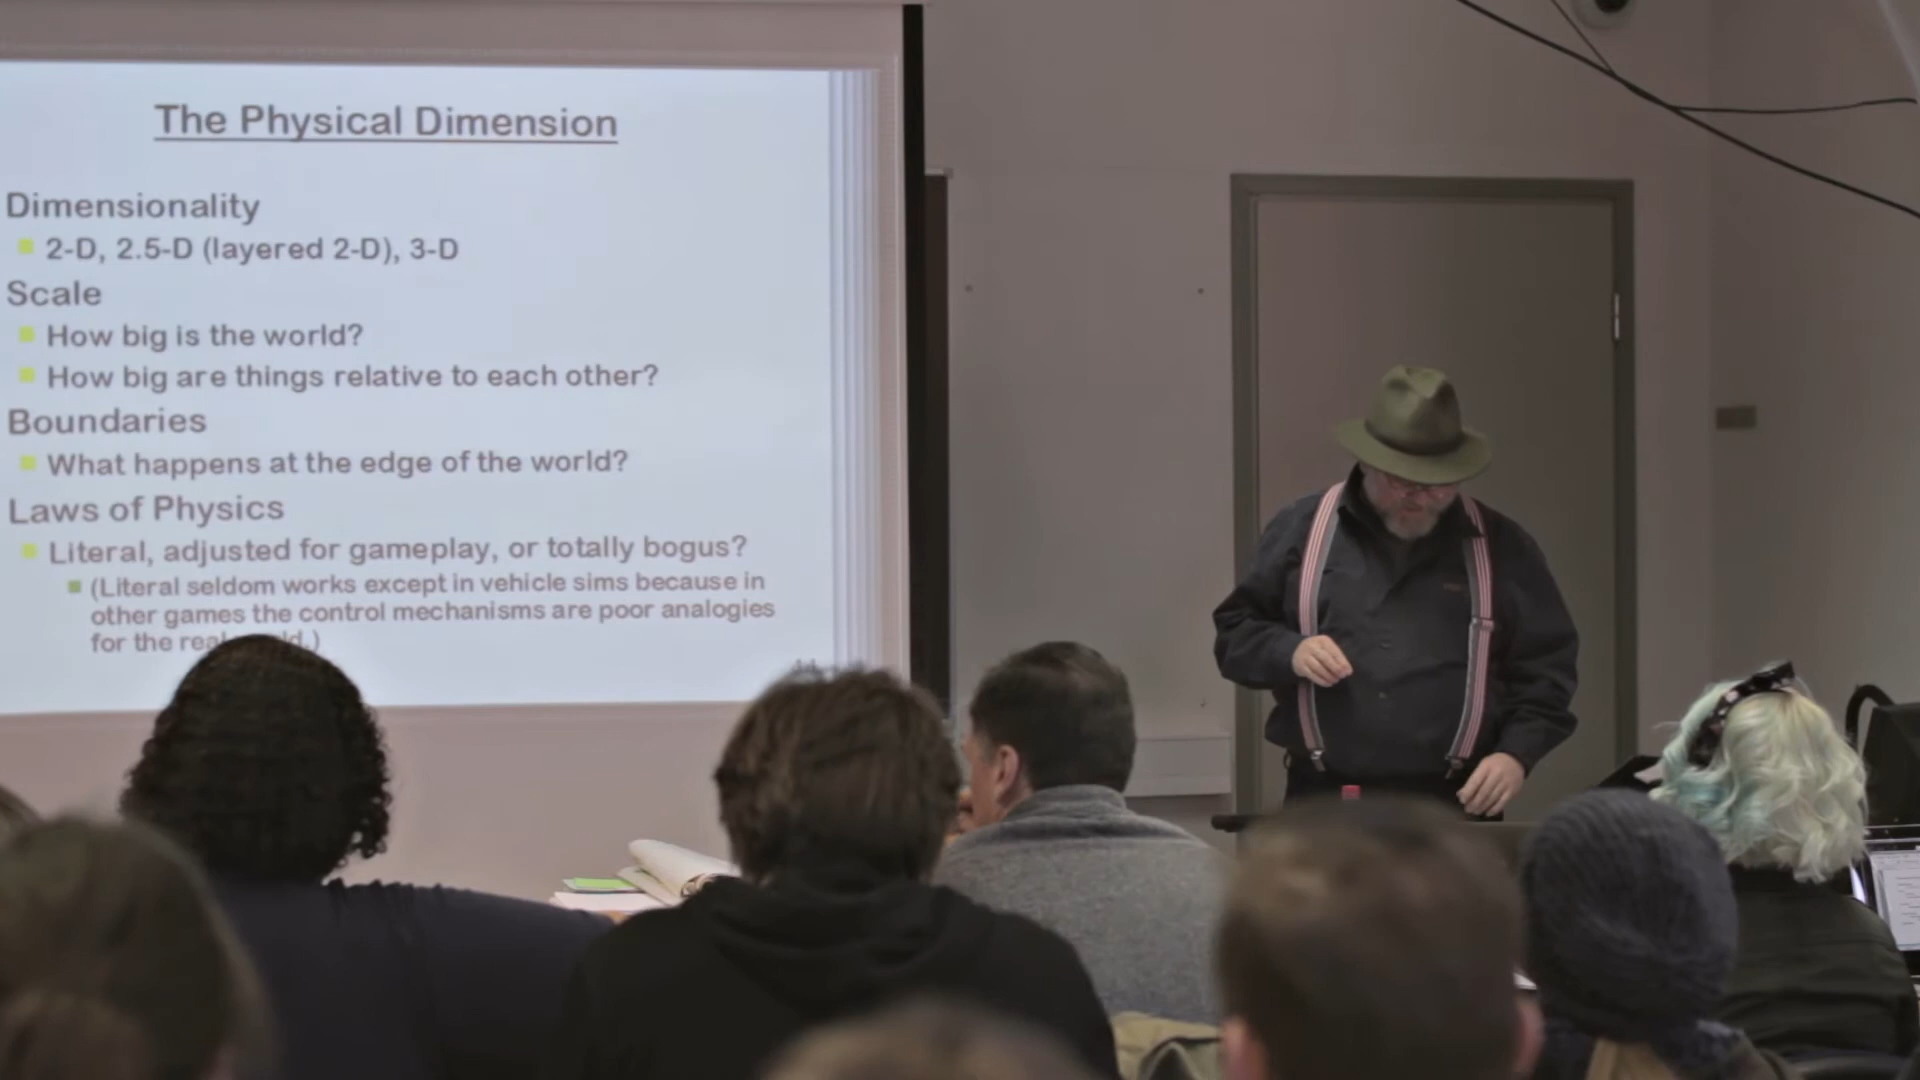 The Physical Dimension
Dimensionality
2-D, 2.5-D (layered 2-D), 3-D
Scale
How big is the world?
How big are things relative to each other?
Boundaries
What happens at the edge of the world?
Laws of Physics
Literal, adjusted for gameplay, or totally bogus?
(Literal seldom works except in vehicle sims because in
other games the control mechanisms are poor analogies
for the